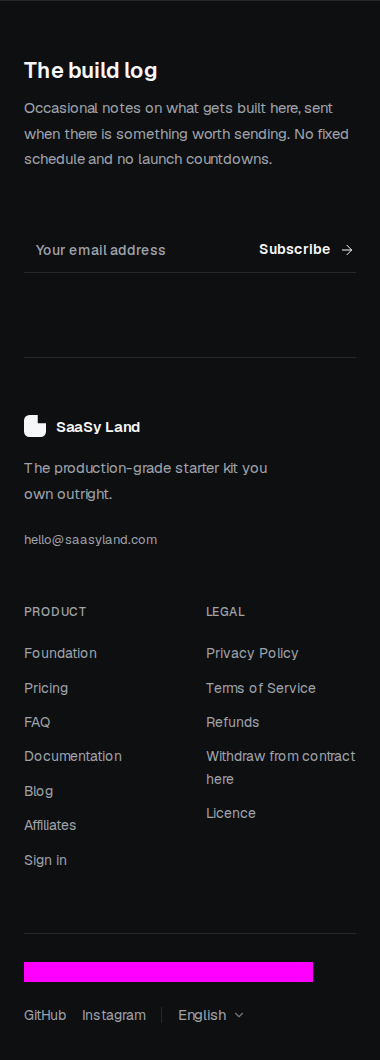 The build log
Occasional notes on what gets built here, sent
when there is something worth sending. No fixed
schedule and no launch countdowns.
Your email address
Subscribe
SaaSy Land
The production-grade starter kit you
own outright.
hello@saasyland.com
PRODUCT
Foundation
Pricing
FAQ
Documentation
Blog
Affiliates
Sign in
LEGAL
Privacy Policy
Terms of Service
Refunds
Withdraw from contract
here
Licence
GitHub Instagram English